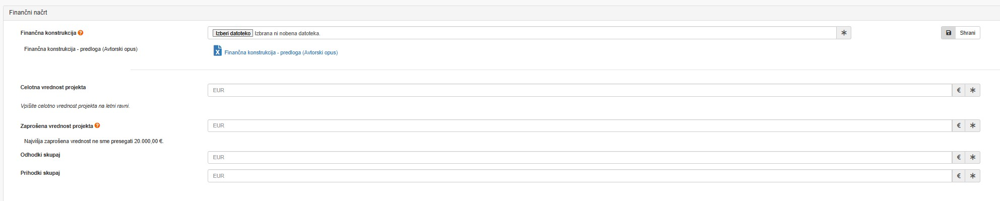 Finančni načrt
Finančna konstrukcija ? Izberi datoteko Izbrana ni nobena datoteka. * Shrani
Finančna konstrukcija - predloga (Avtorski opus) X Finančna konstrukcija - predloga (Avtorski opus)
Celotna vrednost projekta EUR € *
Vpišite celotno vrednost projekta na letni ravni.
Zaprošena vrednost projekta ? EUR € *
Najvišja zaprošena vrednost ne sme presegati 20.000,00 €.
Odhodki skupaj EUR € *
Prihodki skupaj EUR € *